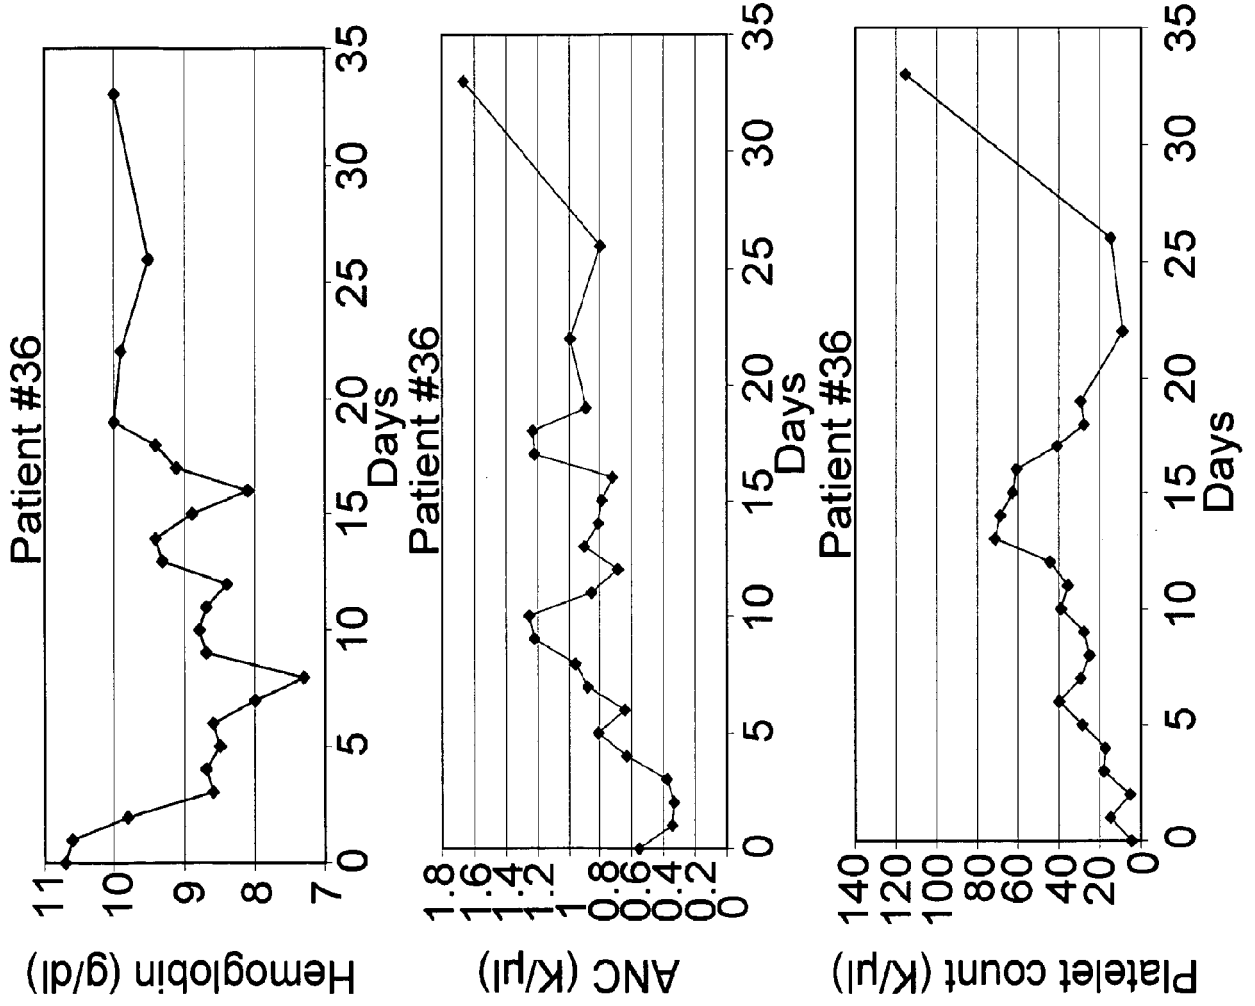 Patient #36
Hemoglobin (g/dl)
11
10
9
8
7
0 5 10 15 20 25 30 35
Days
Patient #36
ANC (K/µl)
1.8
1.6
1.4
1.2
1
0.8
0.6
0.4
0.2
0
0 5 10 15 20 25 30 35
Days
Patient #36
Platelet count (K/µl)
140
120
100
80
60
40
20
0
0 5 10 15 20 25 30 35
Days